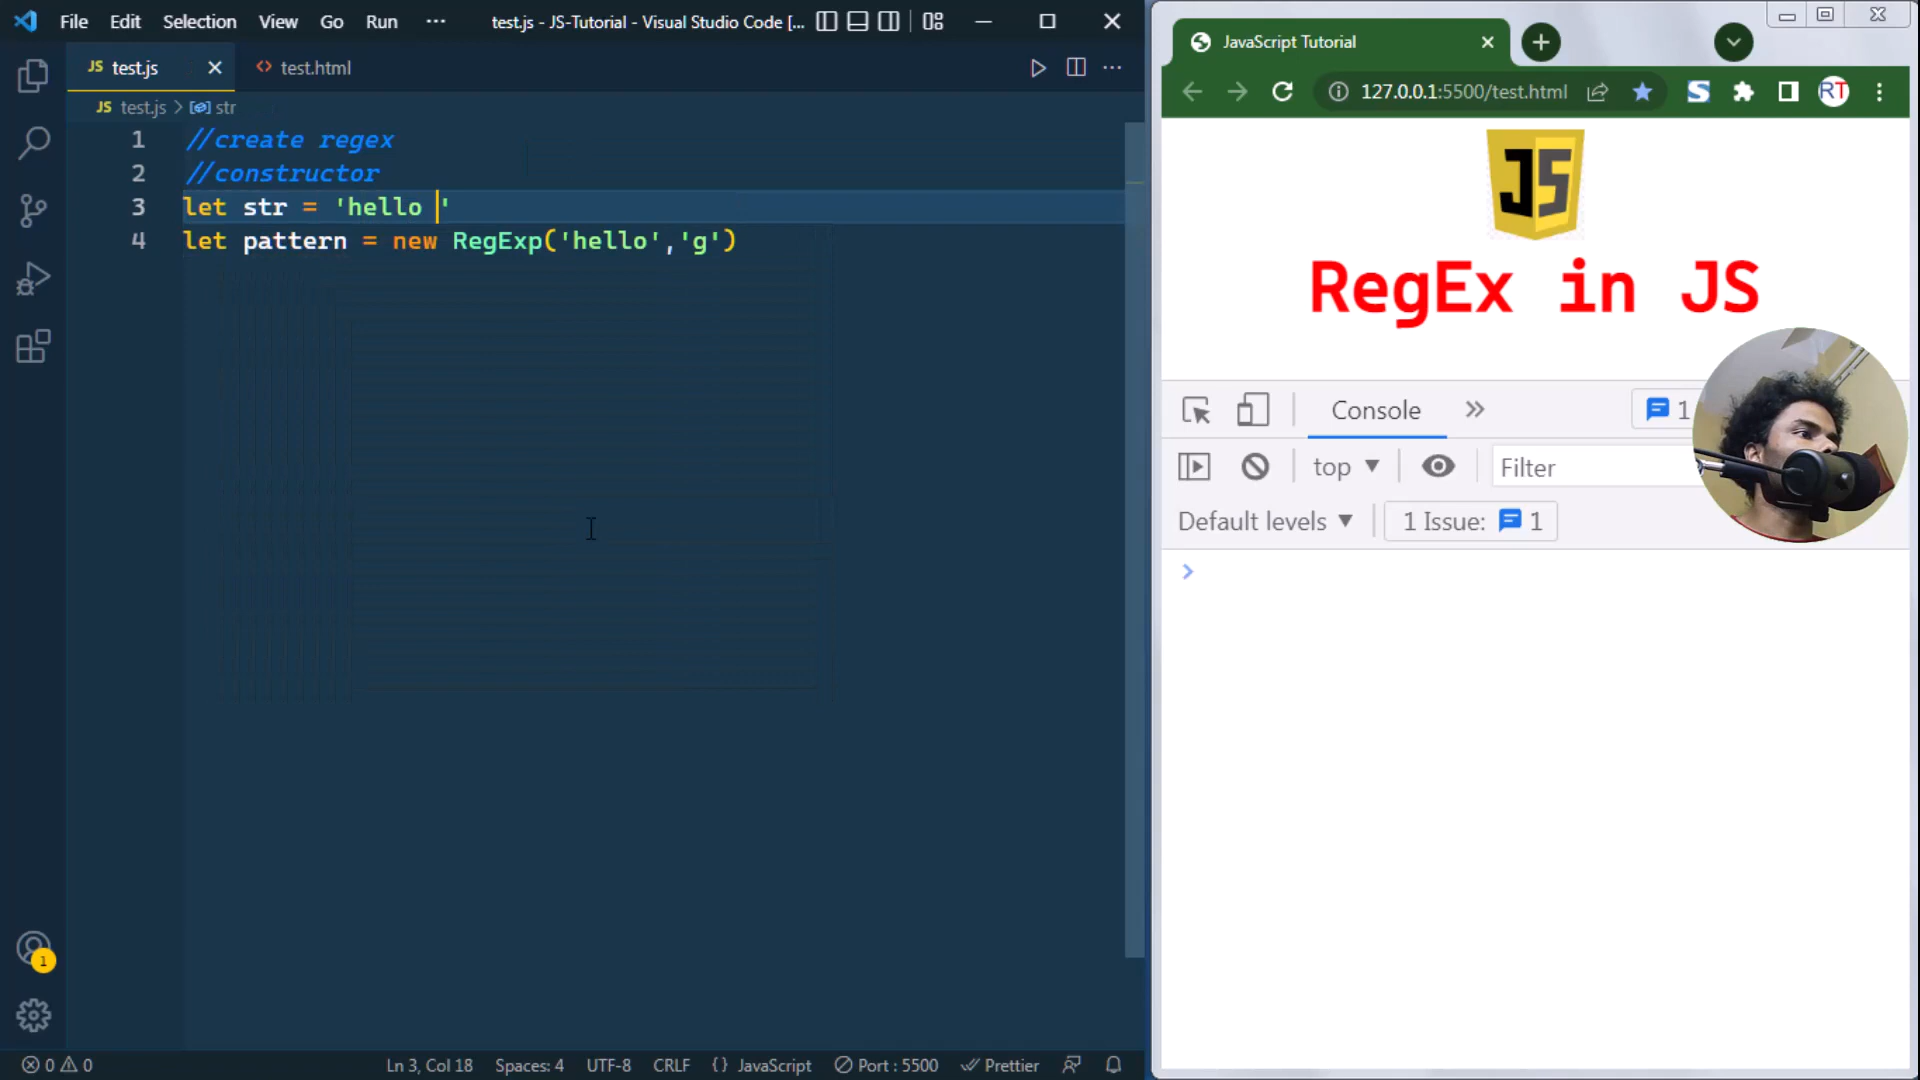 File Edit Selection View Go Run ··· test.js - JS-Tutorial - Visual Studio Code [...
JS test.js test.html
JS test.js > str
1 //create regex
2 //constructor
3 let str = 'hello '
4 let pattern = new RegExp('hello','g')
1
0 0 Ln 3, Col 18 Spaces: 4 UTF-8 CRLF {} JavaScript Port : 5500 Prettier
JavaScript Tutorial
127.0.0.1:5500/test.html S RT
JS
RegEx in JS
Console 1
top Filter
Default levels 1 Issue: 1